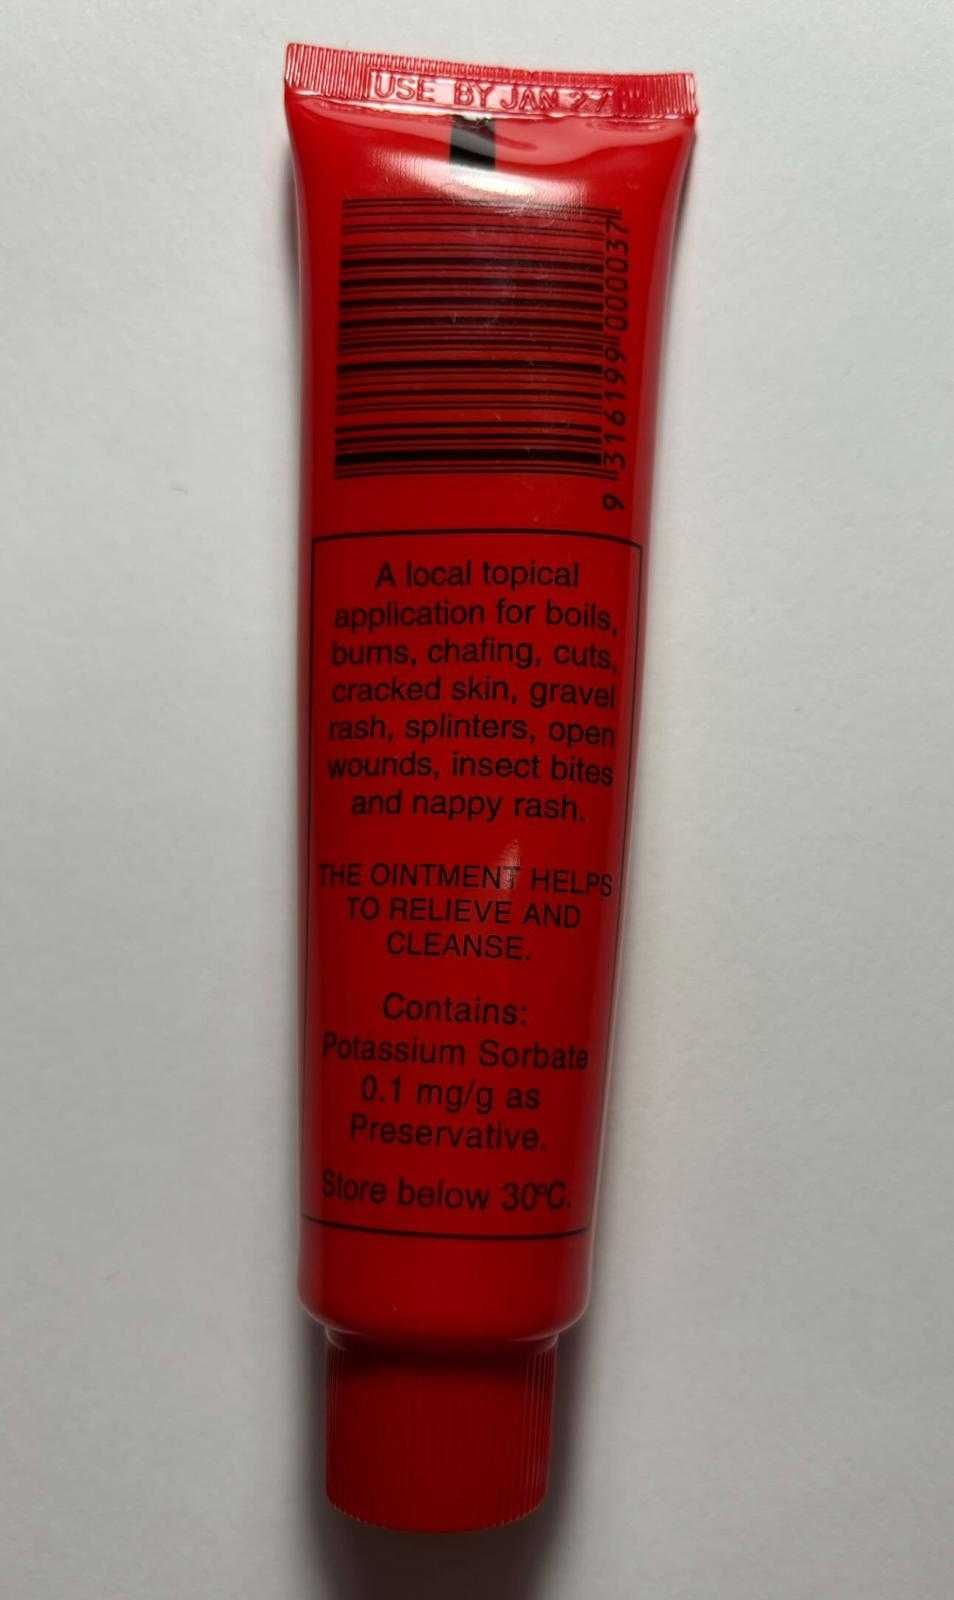 USE BY JAN 27
9 316199 000037
A local topical
application for boils,
burns, chafing, cuts,
cracked skin, gravel
rash, splinters, open
wounds, insect bites
and nappy rash.
THE OINTMENT HELPS
TO RELIEVE AND
CLEANSE.
Contains:
Potassium Sorbate
0.1 mg/g as
Preservative.
Store below 30ºC.